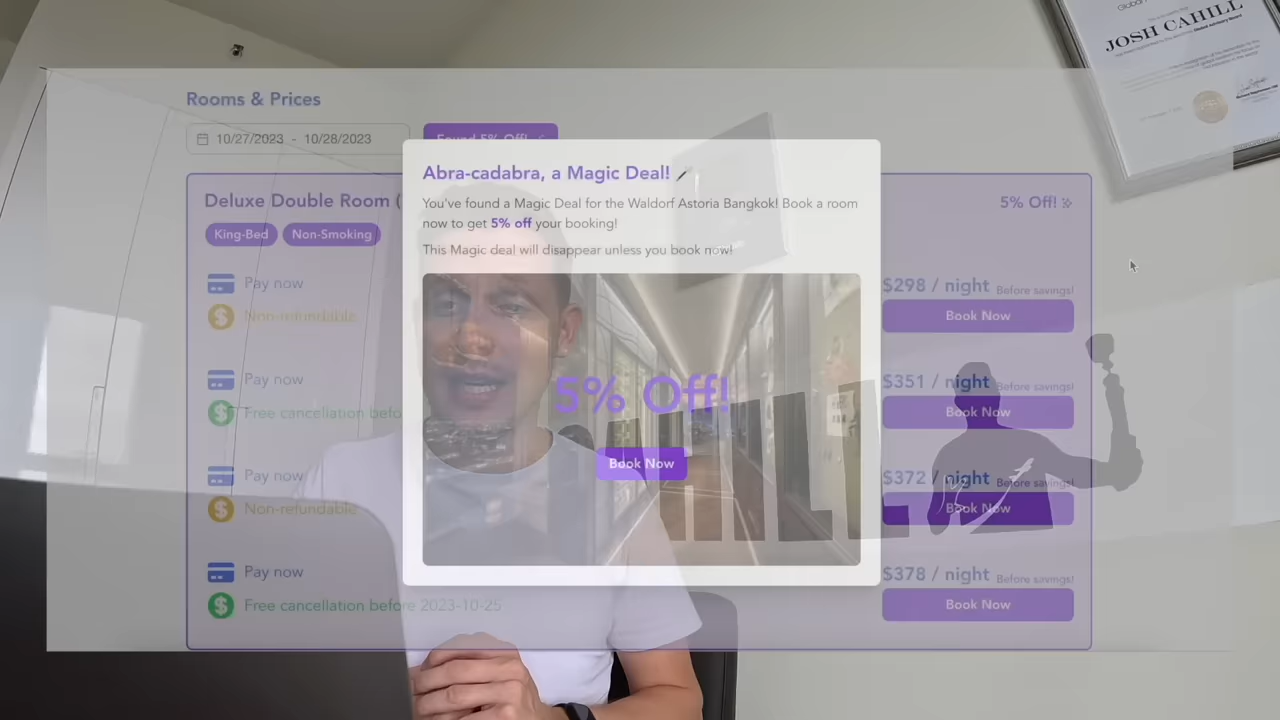 JOSH CAHILL
Rooms & Prices
10/27/2023 - 10/28/2023
Found 5% Off!
Abra-cadabra, a Magic Deal!
You've found a Magic Deal for the Waldorf Astoria Bangkok! Book a room
now to get 5% off your booking!
This Magic deal will disappear unless you book now!
5% Off!
Book Now
Deluxe Double Room (
5% Off!
King-Bed
Non-Smoking
Pay now
Non-refundable
$298 / night Before savings!
Book Now
Pay now
Free cancellation befo
$351 / night Before savings!
Book Now
Pay now
Non-refundable
$372 / night Before savings!
Book Now
Pay now
Free cancellation before 2023-10-25
$378 / night Before savings!
Book Now